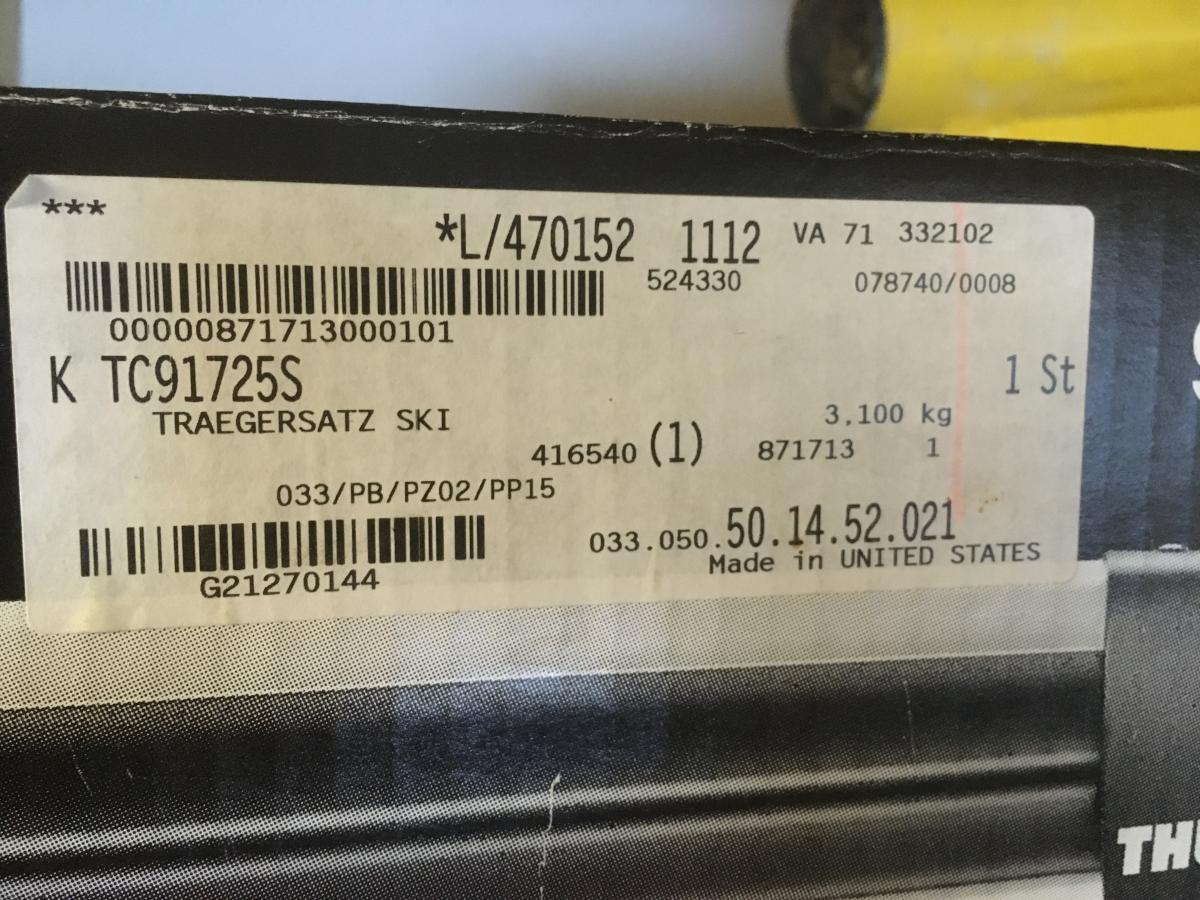 ***
*L/470152 1112 VA 71 332102
524330 078740/0008
00000871713000101
K TC91725S 1 St
TRAEGERSATZ SKI 3,100 kg
416540 (1) 871713 1
033/PB/PZ02/PP15
033.050.50.14.52.021
Made in UNITED STATES
G21270144